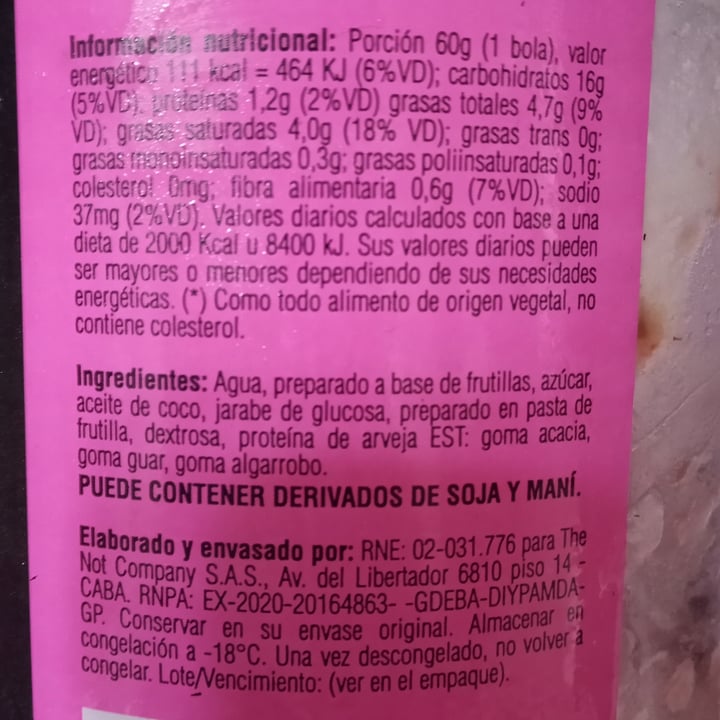 Información nutricional: Porción 60g (1 bola), valor
energético 111 kcal = 464 KJ (6%VD); carbohidratos 16g
(5%VD), proteínas 1,2g (2%VD) grasas totales 4,7g (9%
VD); grasas saturadas 4,0g (18% VD); grasas trans 0g;
grasas monoinsaturadas 0,3g; grasas poliinsaturadas 0,1g;
colesterol 0mg; fibra alimentaria 0,6g (7%VD); sodio
37mg (2%VD). Valores diarios calculados con base a una
dieta de 2000 Kcal u 8400 kJ. Sus valores diarios pueden
ser mayores o menores dependiendo de sus necesidades
energéticas. (*) Como todo alimento de origen vegetal, no
contiene colesterol.
Ingredientes: Agua, preparado a base de frutillas, azúcar,
aceite de coco, jarabe de glucosa, preparado en pasta de
frutilla, dextrosa, proteína de arveja EST: goma acacia,
goma guar, goma algarrobo.
PUEDE CONTENER DERIVADOS DE SOJA Y MANÍ.
Elaborado y envasado por: RNE: 02-031.776 para The
Not Company S.A.S., Av. del Libertador 6810 piso 14 -
CABA. RNPA: EX-2020-20164863- -GDEBA-DIYPAMDA-
GP. Conservar en su envase original. Almacenar en
congelación a -18°C. Una vez descongelado, no volver a
congelar. Lote/Vencimiento: (ver en el empaque).